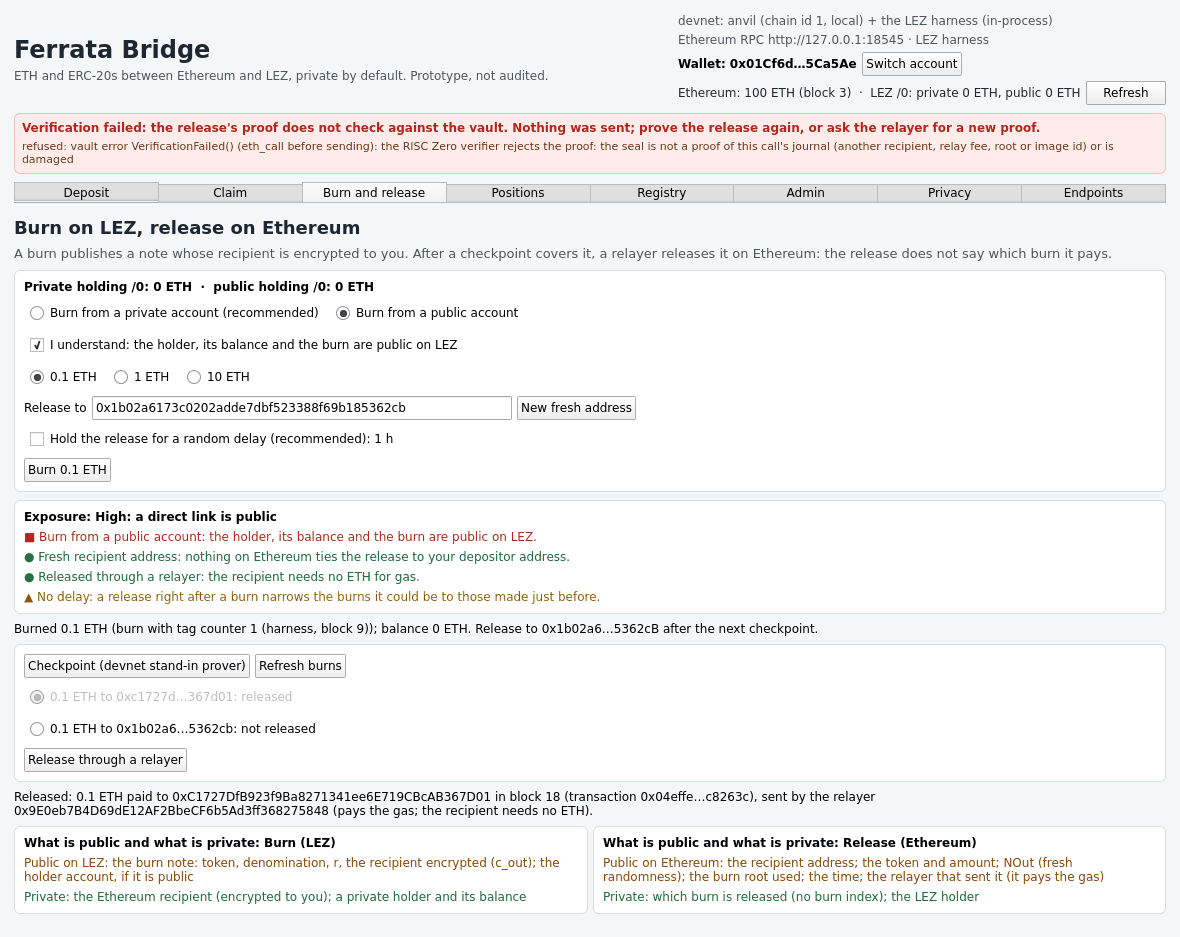 Ferrata Bridge
ETH and ERC-20s between Ethereum and LEZ, private by default. Prototype, not audited.
devnet: anvil (chain id 1, local) + the LEZ harness (in-process)
Ethereum RPC http://127.0.0.1:18545 · LEZ harness
Wallet: 0x01Cf6d…5Ca5Ae Switch account
Ethereum: 100 ETH (block 3) · LEZ /0: private 0 ETH, public 0 ETH Refresh
Verification failed: the release's proof does not check against the vault. Nothing was sent; prove the release again, or ask the relayer for a new proof.
refused: vault error VerificationFailed() (eth_call before sending): the RISC Zero verifier rejects the proof: the seal is not a proof of this call's journal (another recipient, relay fee, root or image id) or is
damaged
Deposit Claim Burn and release Positions Registry Admin Privacy Endpoints
Burn on LEZ, release on Ethereum
A burn publishes a note whose recipient is encrypted to you. After a checkpoint covers it, a relayer releases it on Ethereum: the release does not say which burn it pays.
Private holding /0: 0 ETH · public holding /0: 0 ETH
Burn from a private account (recommended) Burn from a public account
I understand: the holder, its balance and the burn are public on LEZ
0.1 ETH 1 ETH 10 ETH
Release to 0x1b02a6173c0202adde7dbf523388f69b185362cb New fresh address
Hold the release for a random delay (recommended): 1 h
Burn 0.1 ETH
Exposure: High: a direct link is public
■ Burn from a public account: the holder, its balance and the burn are public on LEZ.
● Fresh recipient address: nothing on Ethereum ties the release to your depositor address.
● Released through a relayer: the recipient needs no ETH for gas.
▲ No delay: a release right after a burn narrows the burns it could be to those made just before.
Burned 0.1 ETH (burn with tag counter 1 (harness, block 9)); balance 0 ETH. Release to 0x1b02a6…5362cB after the next checkpoint.
Checkpoint (devnet stand-in prover) Refresh burns
0.1 ETH to 0xc1727d…367d01: released
0.1 ETH to 0x1b02a6…5362cb: not released
Release through a relayer
Released: 0.1 ETH paid to 0xC1727DfB923f9Ba8271341ee6E719CBcAB367D01 in block 18 (transaction 0x04effe…c8263c), sent by the relayer
0x9E0eb7B4D69dE12AF2BbeCF6b5Ad3ff368275848 (pays the gas; the recipient needs no ETH).
What is public and what is private: Burn (LEZ)
Public on LEZ: the burn note: token, denomination, r, the recipient encrypted (c_out); the
holder account, if it is public
Private: the Ethereum recipient (encrypted to you); a private holder and its balance
What is public and what is private: Release (Ethereum)
Public on Ethereum: the recipient address; the token and amount; NOut (fresh
randomness); the burn root used; the time; the relayer that sent it (it pays the gas)
Private: which burn is released (no burn index); the LEZ holder